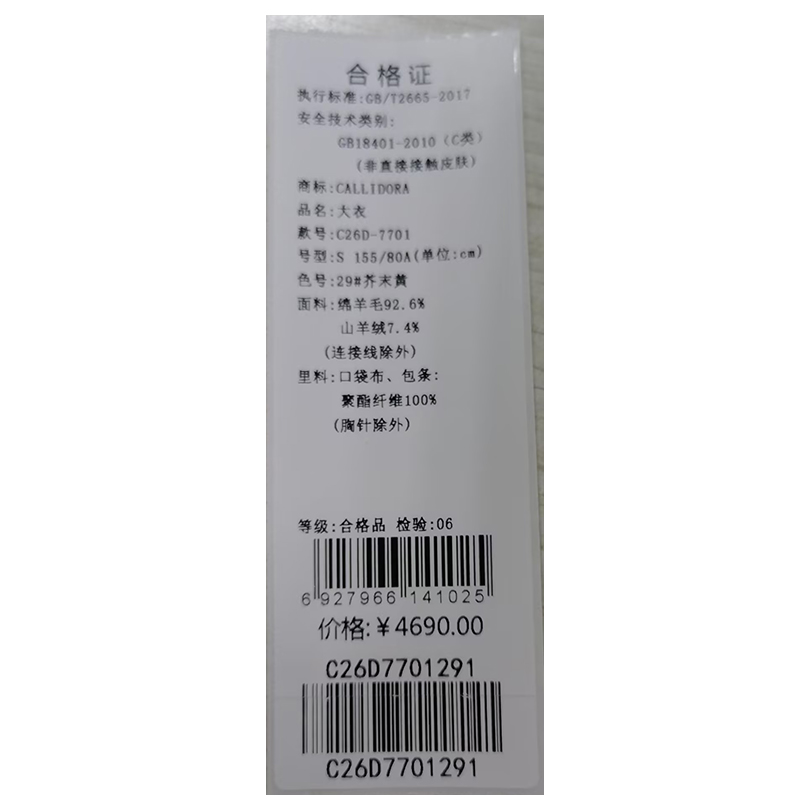 合格证
执行标准:GB/T2665-2017
安全技术类别:
GB18401-2010（C类）
(非直接接触皮肤)
商标:CALLIDORA
品名:大衣
款号:C26D-7701
号型:S 155/80A(单位:cm)
色号:29#芥末黄
面料:绵羊毛92.6%
山羊绒7.4%
(连接线除外)
里料:口袋布、包条:
聚酯纤维100%
(胸针除外)
等级:合格品 检验:06
6 927966 141025
价格:￥4690.00
C26D7701291
C26D7701291